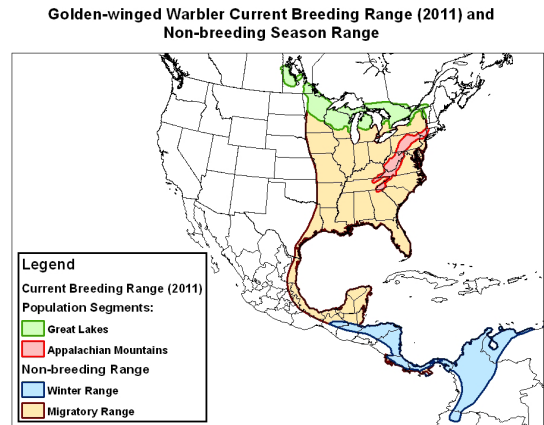 Golden-winged Warbler Current Breeding Range (2011) and
Non-breeding Season Range
Legend
Current Breeding Range (2011)
Population Segments:
Great Lakes
Appalachian Mountains
Non-breeding Range
Winter Range
Migratory Range